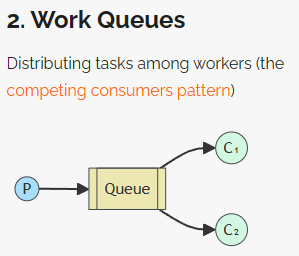 2. Work Queues
Distributing tasks among workers (the
competing consumers pattern)
C₁
P
Queue
C₂